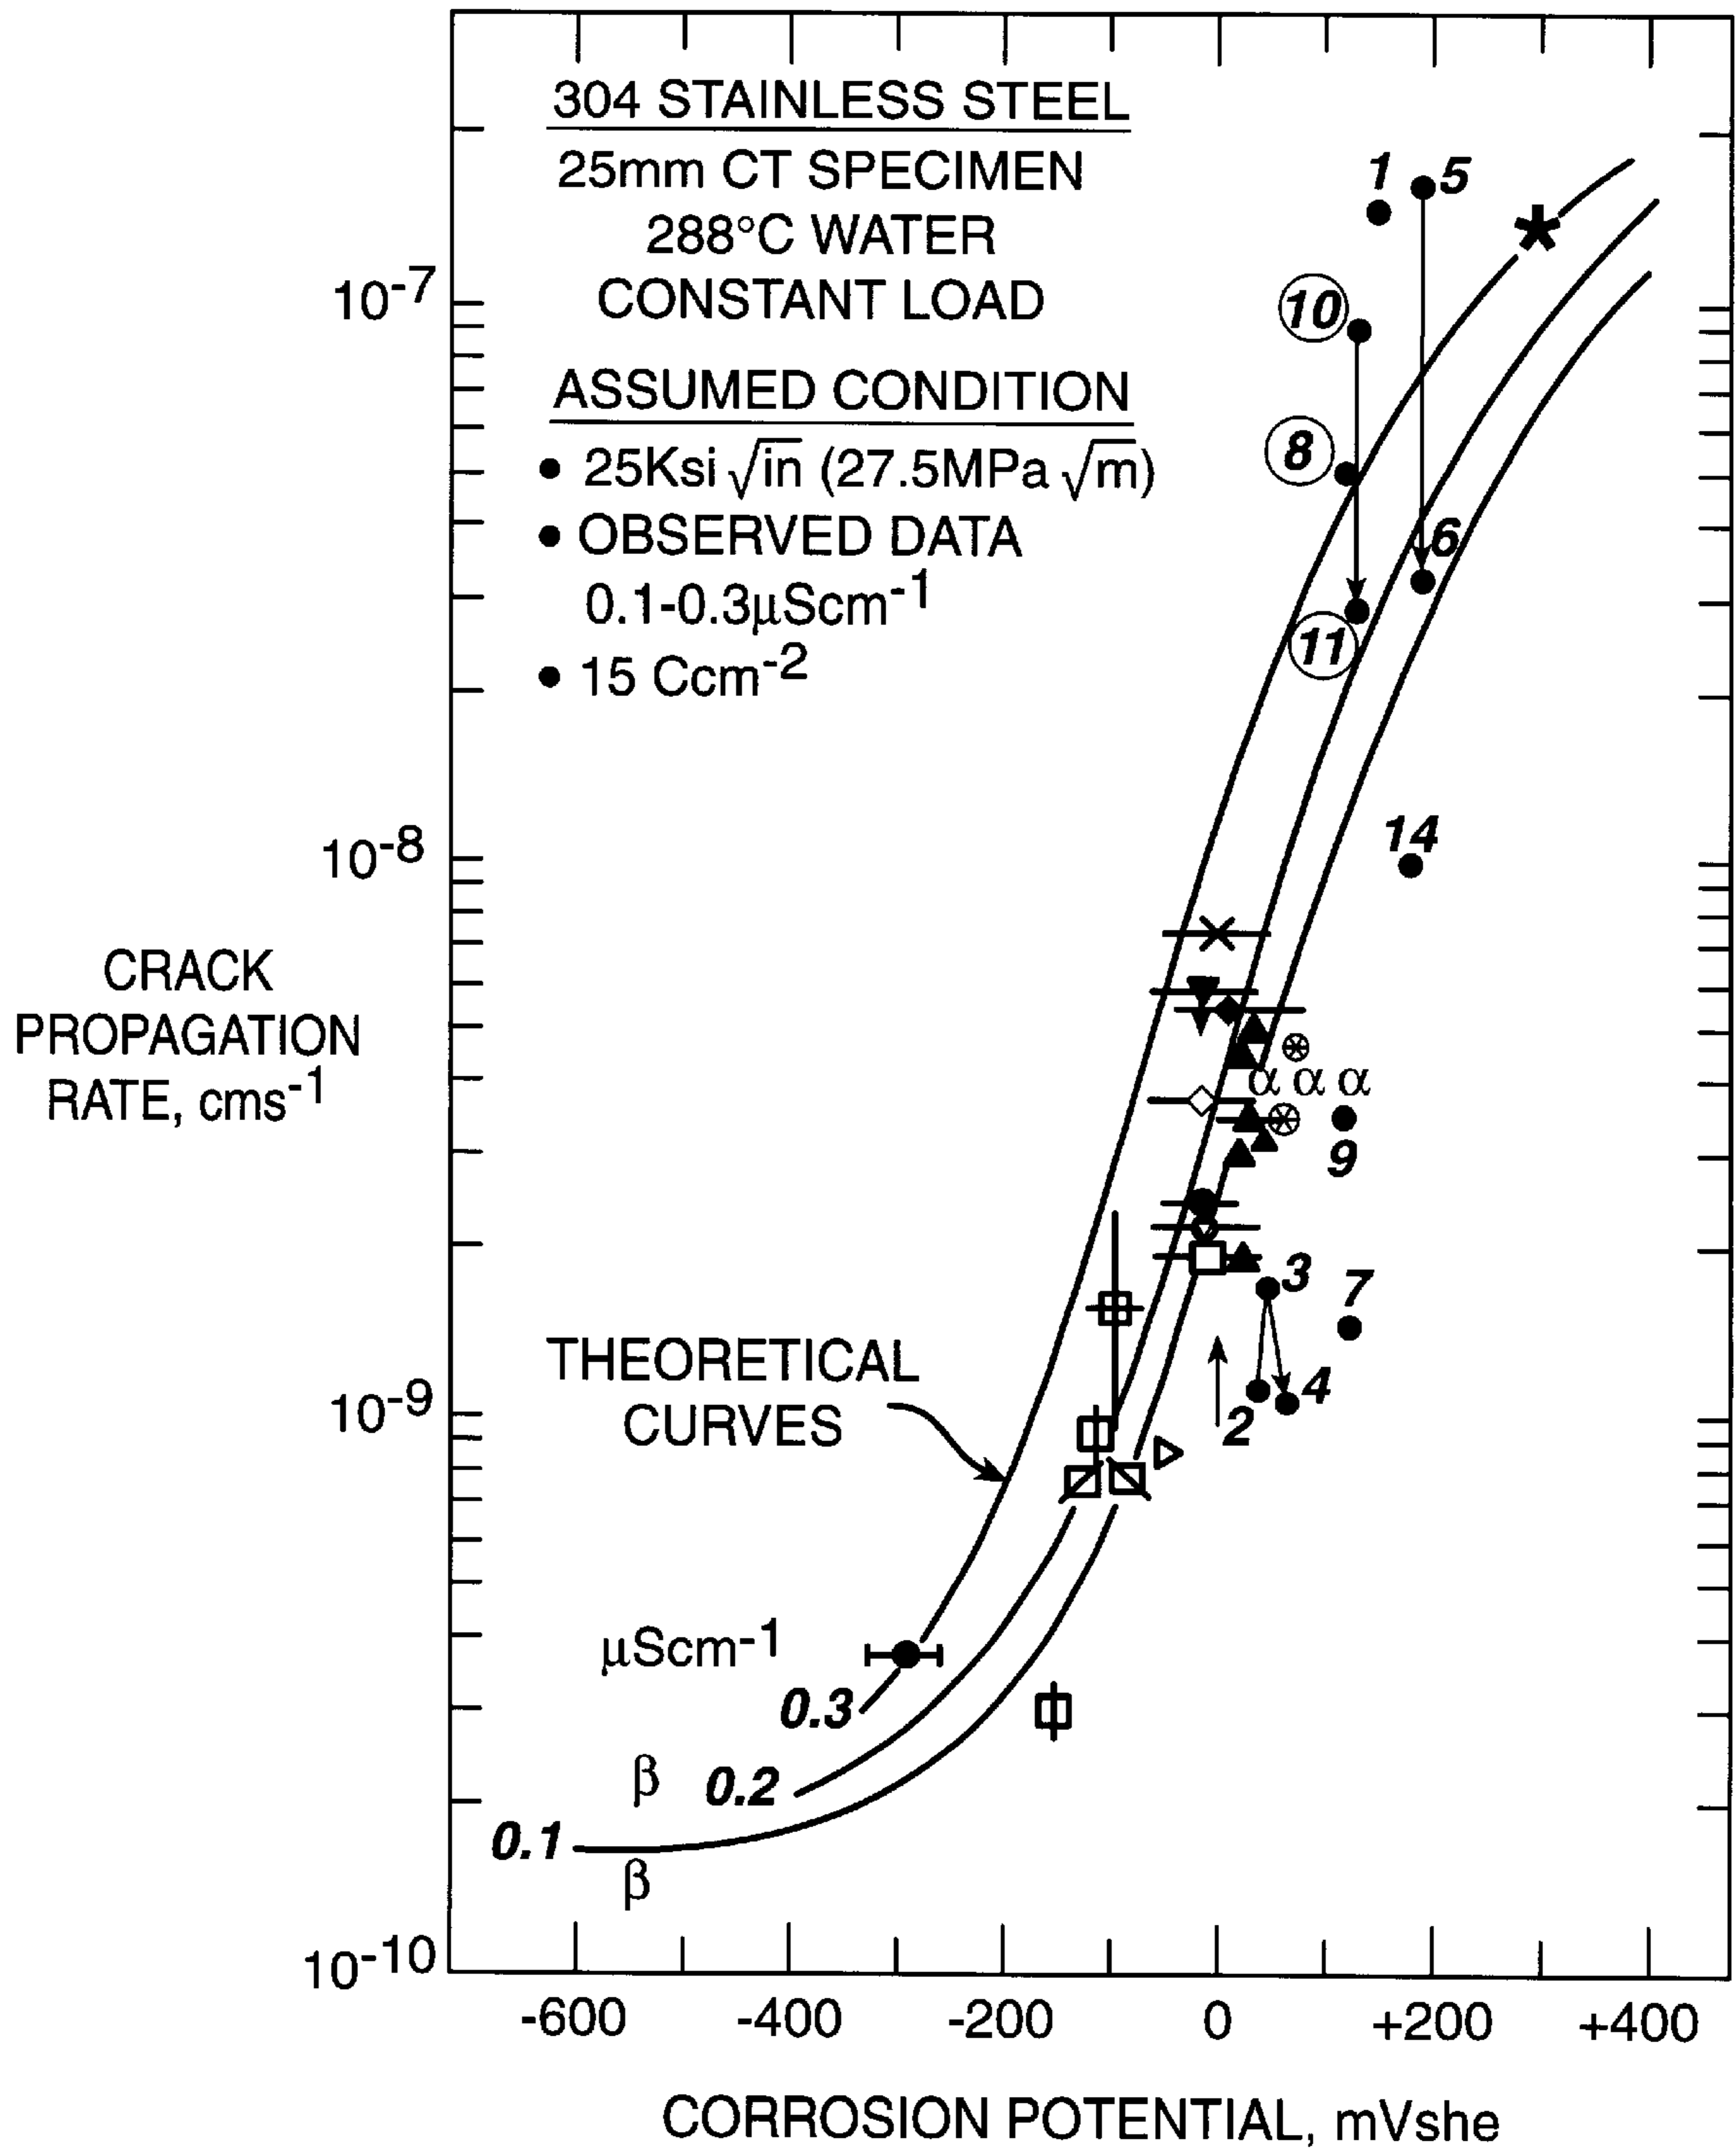 304 STAINLESS STEEL
25mm CT SPECIMEN
288°C WATER
CONSTANT LOAD
ASSUMED CONDITION
• 25Ksi √in (27.5MPa √m)
• OBSERVED DATA
0.1-0.3μScm-1
• 15 Ccm-2
1
5
10
8
6
11
14
10-7
10-8
10-9
10-10
CRACK
PROPAGATION
RATE, cms-1
α α α
9
3
7
4
2
THEORETICAL
CURVES
μScm-1
0.3
β 0.2
0.1
β
-600 -400 -200 0 +200 +400
CORROSION POTENTIAL, mVshe